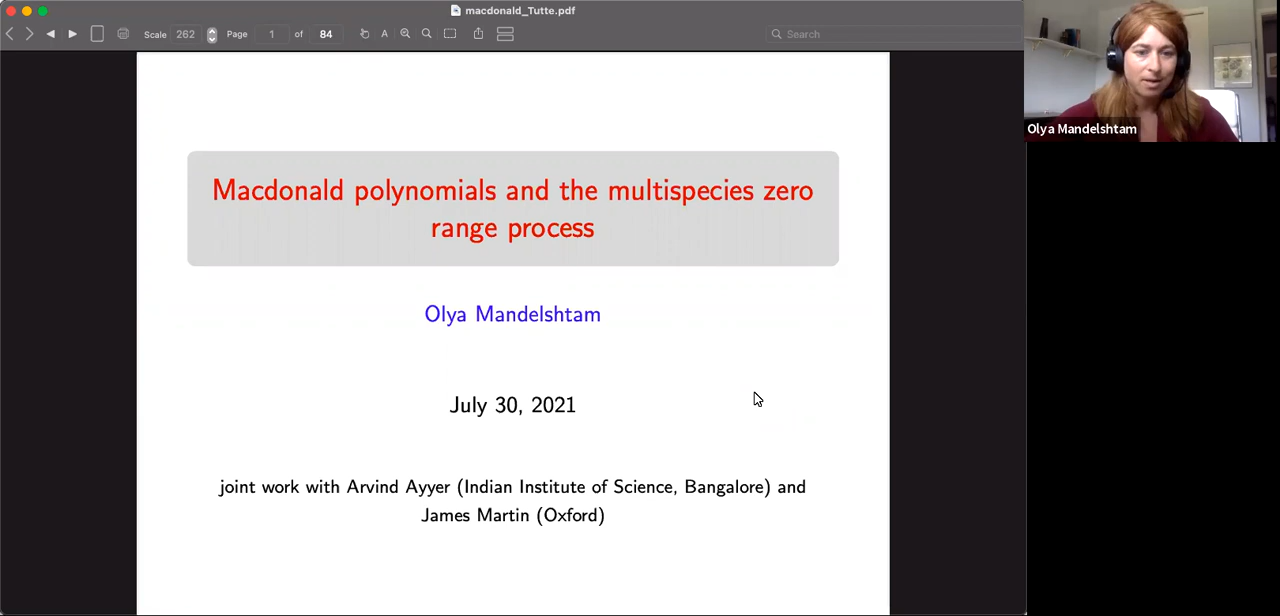 macdonald_Tutte.pdf
Scale 262 Page 1 of 84 A Search
Macdonald polynomials and the multispecies zero
range process
Olya Mandelshtam
July 30, 2021
joint work with Arvind Ayyer (Indian Institute of Science, Bangalore) and
James Martin (Oxford)
Olya Mandelshtam